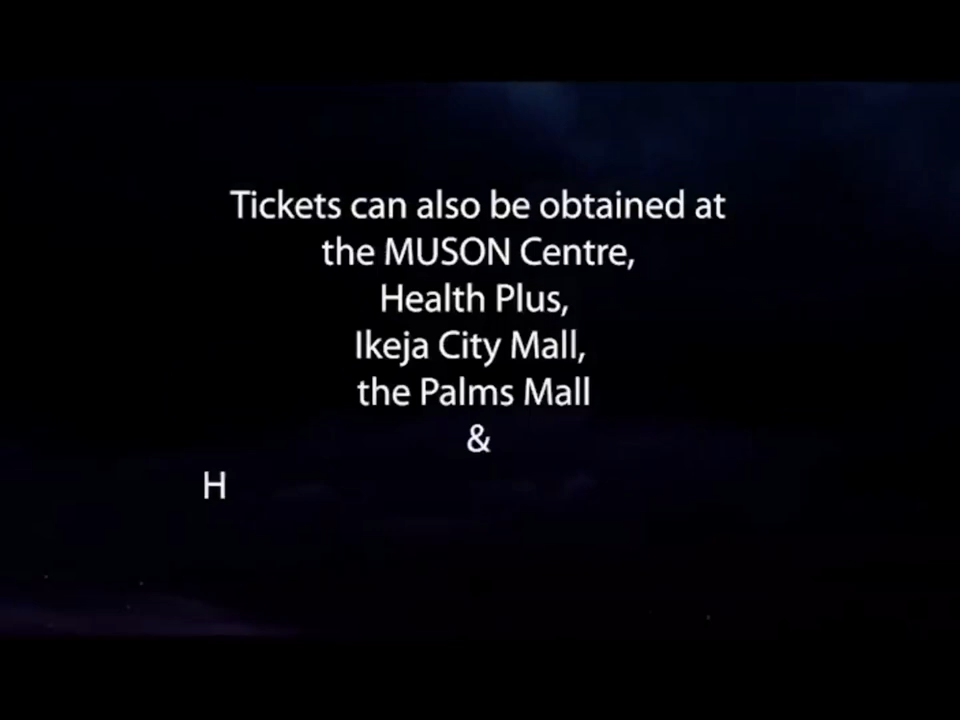 Tickets can also be obtained at
the MUSON Centre,
Health Plus,
Ikeja City Mall,
the Palms Mall
&
H